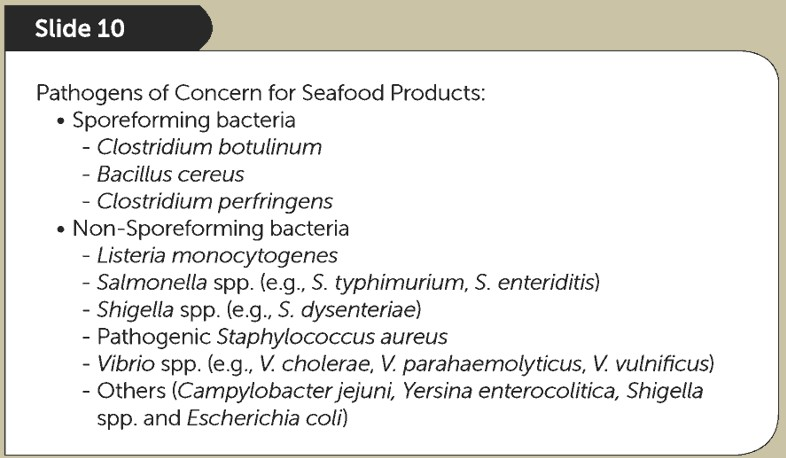 Slide 10
Pathogens of Concern for Seafood Products:
• Sporeforming bacteria
- Clostridium botulinum
- Bacillus cereus
- Clostridium perfringens
• Non-Sporeforming bacteria
- Listeria monocytogenes
- Salmonella spp. (e.g., S. typhimurium, S. enteriditis)
- Shigella spp. (e.g., S. dysenteriae)
- Pathogenic Staphylococcus aureus
- Vibrio spp. (e.g., V. cholerae, V. parahaemolyticus, V. vulnificus)
- Others (Campylobacter jejuni, Yersina enterocolitica, Shigella
spp. and Escherichia coli)